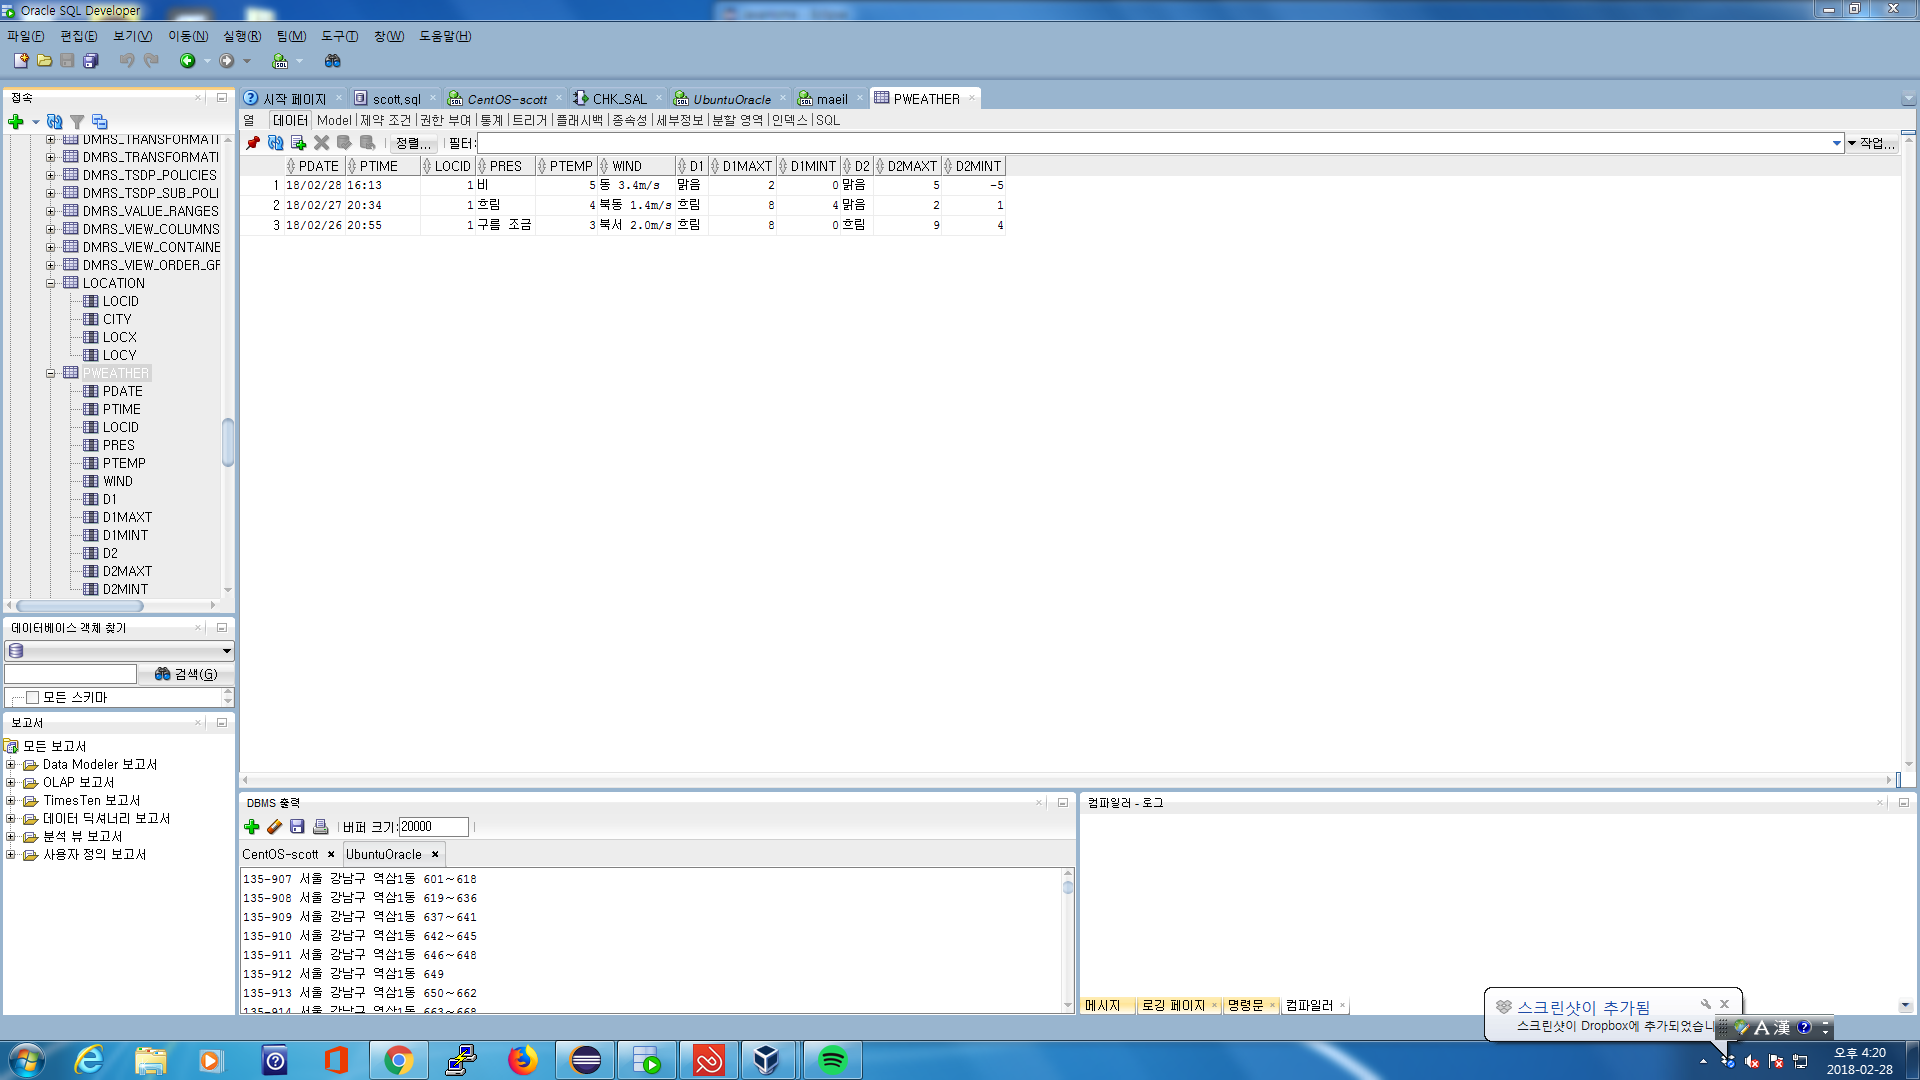 Oracle SQL Developer
파일(F) 편집(E) 보기(V) 이동(N) 실행(R) 팀(M) 도구(T) 창(W) 도움말(H)
접속
DMRS_TRANSFORMATI
DMRS_TRANSFORMATI
DMRS_TSDP_POLICIES
DMRS_TSDP_SUB_POLI
DMRS_VALUE_RANGES
DMRS_VIEW_COLUMNS
DMRS_VIEW_CONTAINE
DMRS_VIEW_ORDER_GF
LOCATION
LOCID
CITY
LOCX
LOCY
PWEATHER
PDATE
PTIME
LOCID
PRES
PTEMP
WIND
D1
D1MAXT
D1MINT
D2
D2MAXT
D2MINT
데이터베이스 객체 찾기
검색(G)
모든 스키마
보고서
모든 보고서
Data Modeler 보고서
OLAP 보고서
TimesTen 보고서
데이터 딕셔너리 보고서
분석 뷰 보고서
사용자 정의 보고서
시작 페이지 scott.sql CentOS-scott CHK_SAL UbuntuOracle maeil PWEATHER
열 데이터 Model 제약 조건 권한 부여 통계 트리거 플래시백 종속성 세부정보 분할 영역 인덱스 SQL
정렬... 필터: 작업...
PDATE PTIME LOCID PRES PTEMP WIND D1 D1MAXT D1MINT D2 D2MAXT D2MINT
1 18/02/28 16:13 1 비 5 동 3.4m/s 맑음 2 0 맑음 5 -5
2 18/02/27 20:34 1 흐림 4 북동 1.4m/s 흐림 8 4 맑음 2 1
3 18/02/26 20:55 1 구름 조금 3 북서 2.0m/s 흐림 8 0 흐림 9 4
DBMS 출력
버퍼 크기: 20000
CentOS-scott UbuntuOracle
135-907 서울 강남구 역삼1동 601~618
135-908 서울 강남구 역삼1동 619~636
135-909 서울 강남구 역삼1동 637~641
135-910 서울 강남구 역삼1동 642~645
135-911 서울 강남구 역삼1동 646~648
135-912 서울 강남구 역삼1동 649
135-913 서울 강남구 역삼1동 650~662
135-914 서울 강남구 역삼1동 663~668
컴파일러 - 로그
메시지 로깅 페이지 명령문 컴파일러
스크린샷이 추가됨
스크린샷이 Dropbox에 추가되었습니
A 漢
오후 4:20
2018-02-28